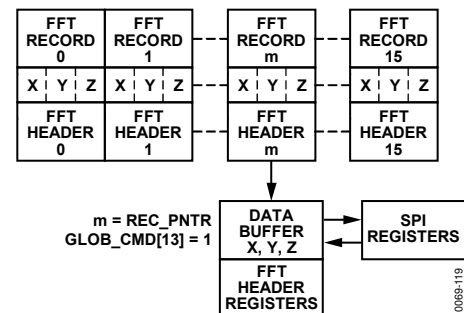 FFT RECORD 0
FFT RECORD 1
FFT RECORD m
FFT RECORD 15
X Y Z
X Y Z
X Y Z
X Y Z
FFT HEADER 0
FFT HEADER 1
FFT HEADER m
FFT HEADER 15
m = REC_PNTR
GLOB_CMD[13] = 1
DATA
BUFFER
X, Y, Z
SPI
REGISTERS
FFT
HEADER
REGISTERS
0069-119